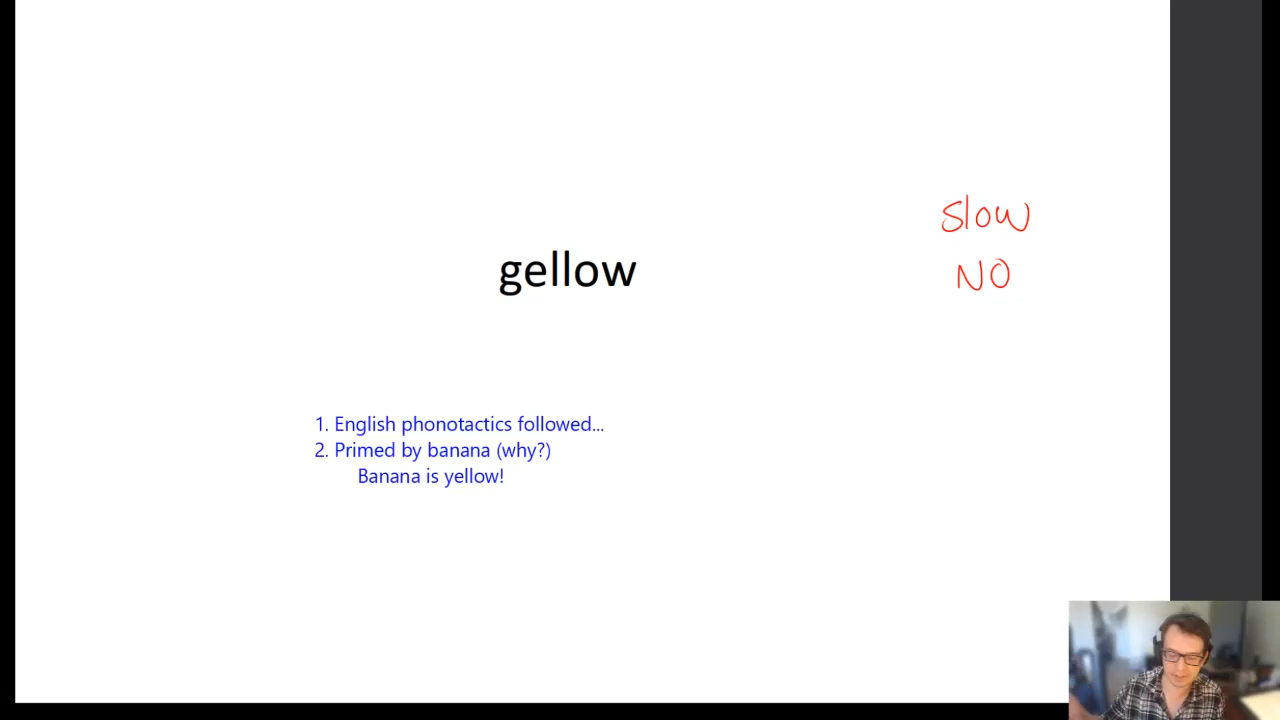 slow
NO
gellow
1. English phonotactics followed...
2. Primed by banana (why?)
Banana is yellow!